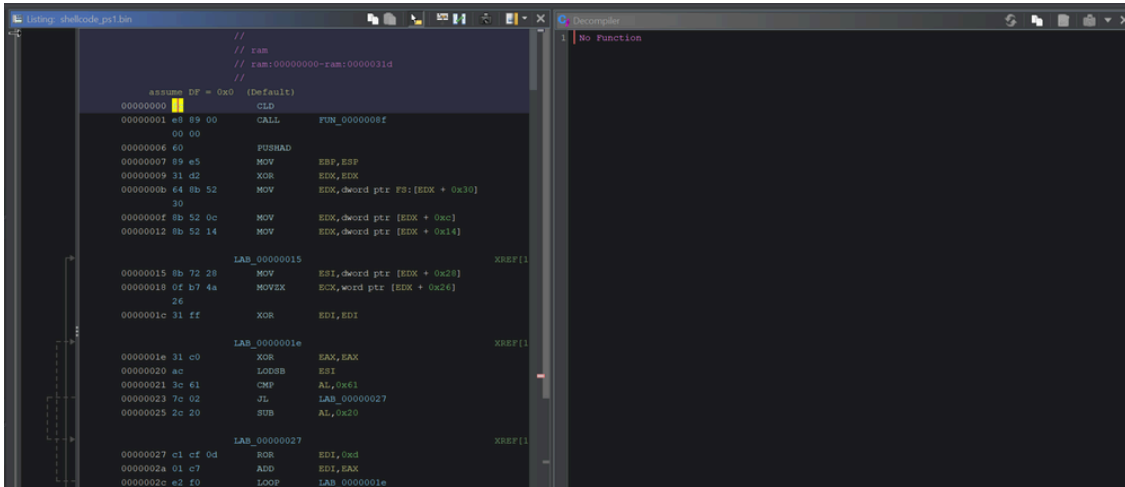 Listing: shellcode_ps1.bin
//
// ram
// ram:00000000-ram:0000031d
//
assume DF = 0x0 (Default)
00000000 CLD
00000001 e8 89 00 CALL FUN_0000008f
00 00
00000006 60 PUSHAD
00000007 89 e5 MOV EBP,ESP
00000009 31 d2 XOR EDX,EDX
0000000b 64 8b 52 MOV EDX,dword ptr FS:[EDX + 0x30]
30
0000000f 8b 52 0c MOV EDX,dword ptr [EDX + 0xc]
00000012 8b 52 14 MOV EDX,dword ptr [EDX + 0x14]
LAB_00000015 XREF[1
00000015 8b 72 28 MOV ESI,dword ptr [EDX + 0x28]
00000018 0f b7 4a MOVZX ECX,word ptr [EDX + 0x26]
26
0000001c 31 ff XOR EDI,EDI
LAB_0000001e XREF[1
0000001e 31 c0 XOR EAX,EAX
00000020 ac LODSB ESI
00000021 3c 61 CMP AL,0x61
00000023 7c 02 JL LAB_00000027
00000025 2c 20 SUB AL,0x20
LAB_00000027 XREF[1
00000027 c1 cf 0d ROR EDI,0xd
0000002a 01 c7 ADD EDI,EAX
0000002c e2 f0 LOOP LAB_0000001e
Decompiler
1 No Function